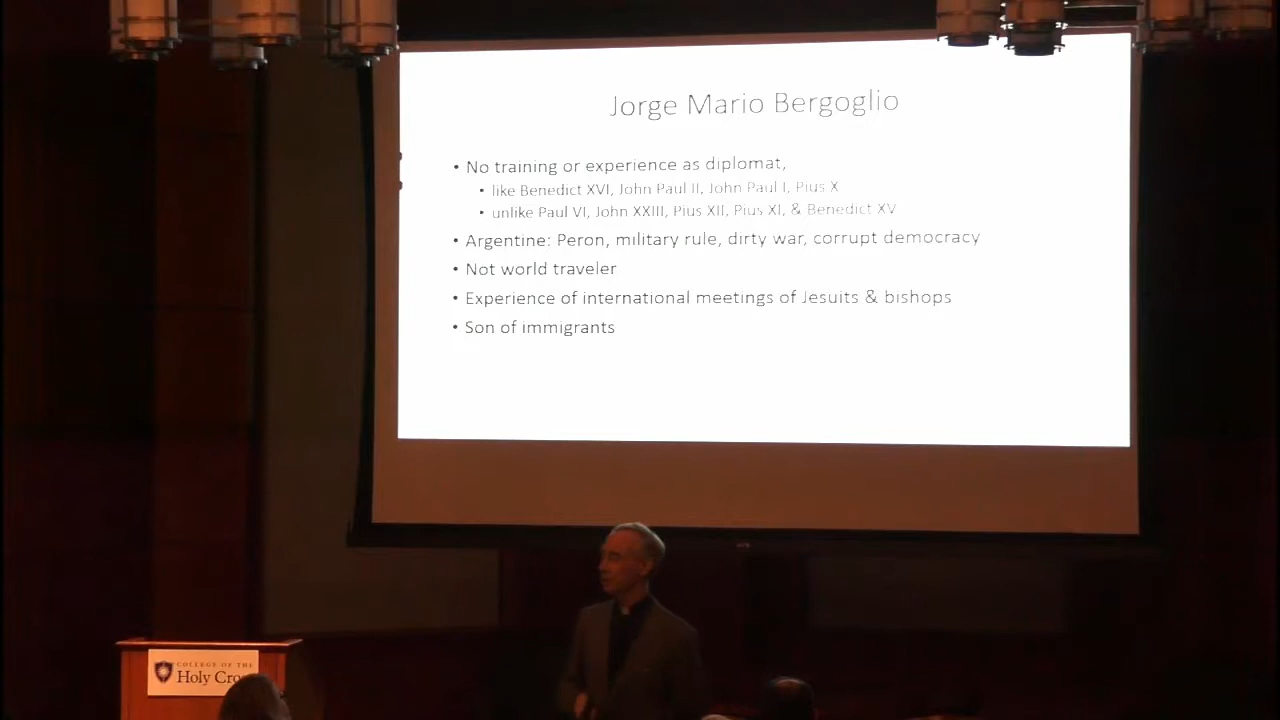 Jorge Mario Bergoglio
• No training or experience as diplomat,
• like Benedict XVI, John Paul II, John Paul I, Pius X
• unlike Paul VI, John XXIII, Pius XII, Pius XI, & Benedict XV
• Argentine: Peron, military rule, dirty war, corrupt democracy
• Not world traveler
• Experience of international meetings of Jesuits & bishops
• Son of immigrants
COLLEGE OF THE
Holy Cro